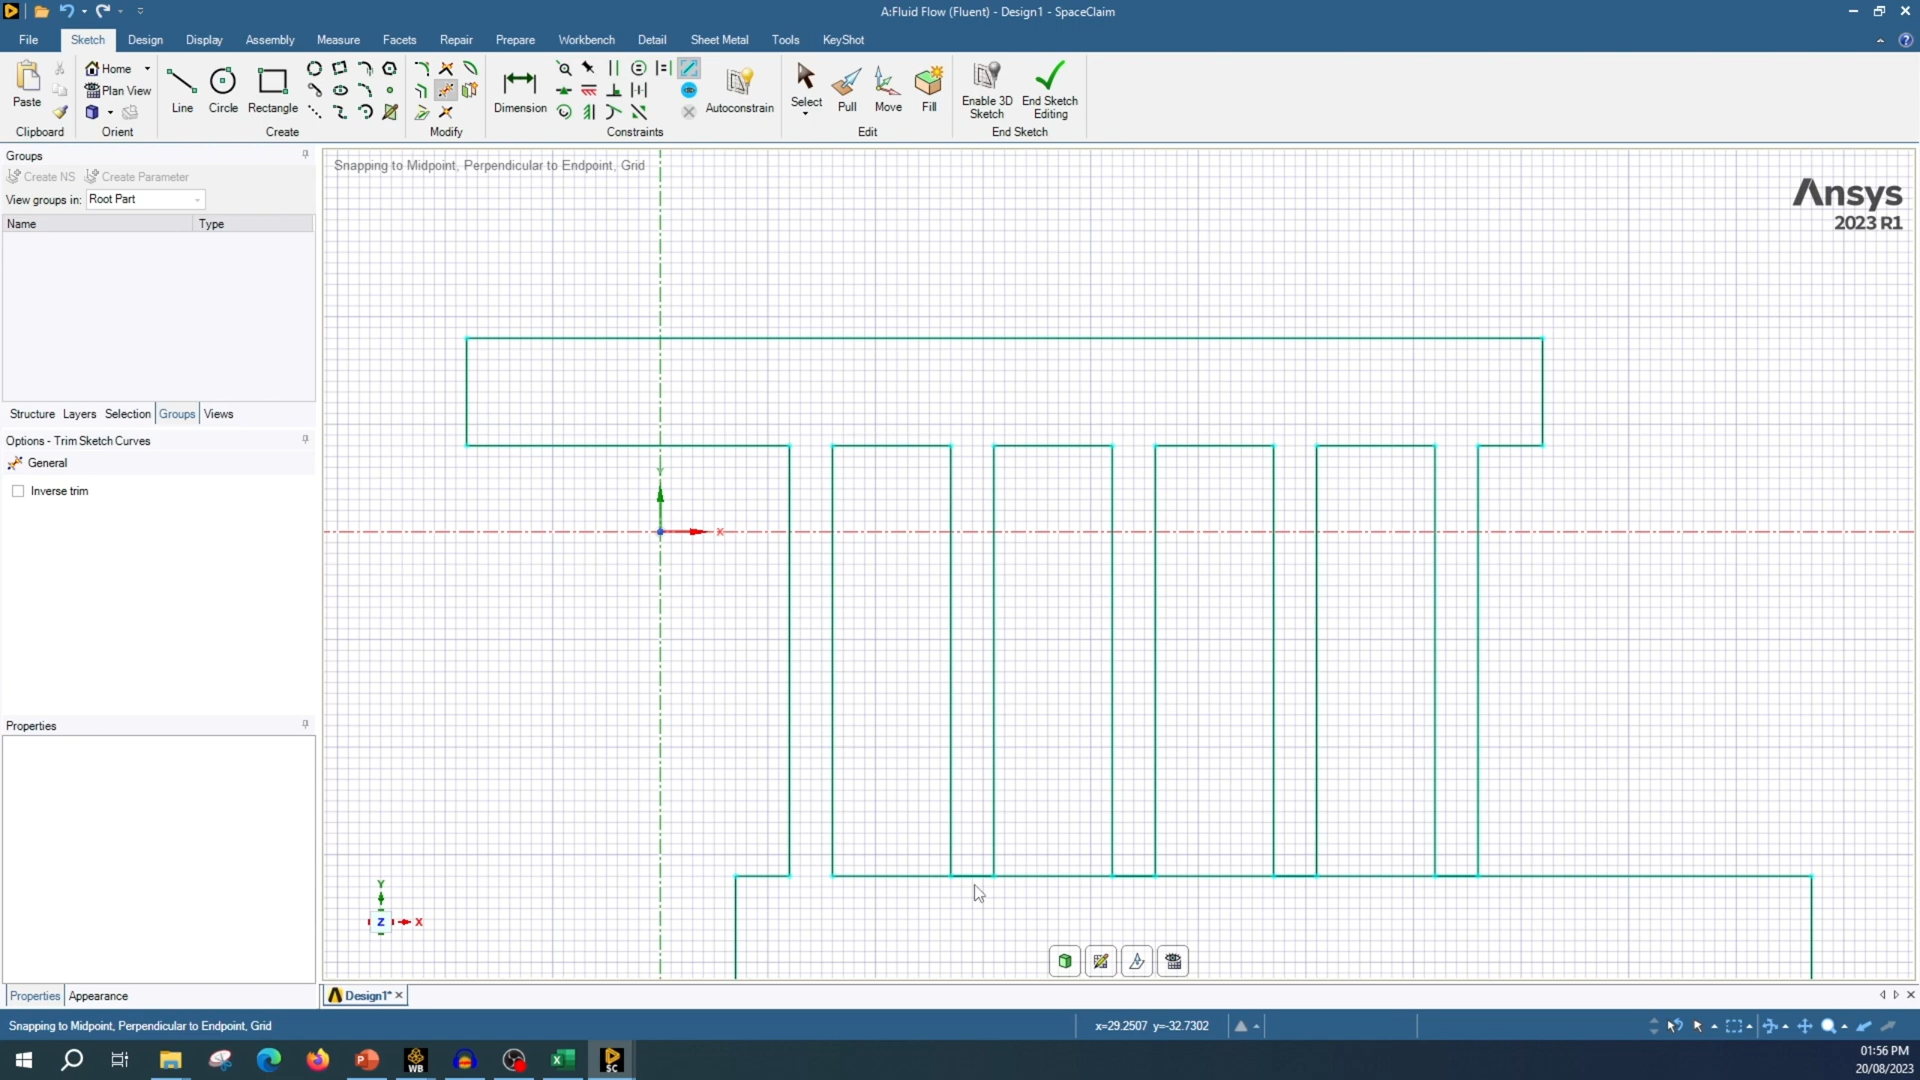 A:Fluid Flow (Fluent) - Design1 - SpaceClaim
File Sketch Design Display Assembly Measure Facets Repair Prepare Workbench Detail Sheet Metal Tools KeyShot
Paste
Clipboard
Home
Plan View
Orient
Line Circle Rectangle
Create
Modify
Dimension
Autoconstrain
Constraints
Select Pull Move Fill
Edit
Enable 3D Sketch
End Sketch Editing
End Sketch
Groups
Create NS Create Parameter
View groups in: Root Part
Name Type
Structure Layers Selection Groups Views
Options - Trim Sketch Curves
General
Inverse trim
Properties
Properties Appearance
Snapping to Midpoint, Perpendicular to Endpoint, Grid
Ansys
2023 R1
Y
X
Y
Z X
Design1*
Snapping to Midpoint, Perpendicular to Endpoint, Grid
x=29.2507 y=-32.7302
P WB X SC
01:56 PM
20/08/2023